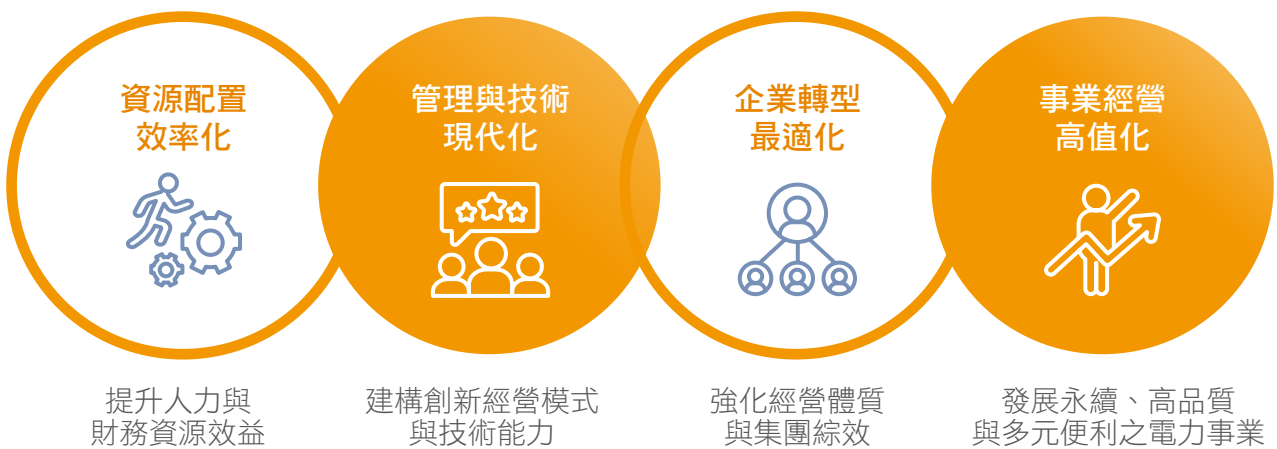 資源配置
效率化
管理與技術
現代化
企業轉型
最適化
事業經營
高值化
提升人力與
財務資源效益
建構創新經營模式
與技術能力
強化經營體質
與集團綜效
發展永續、高品質
與多元便利之電力事業